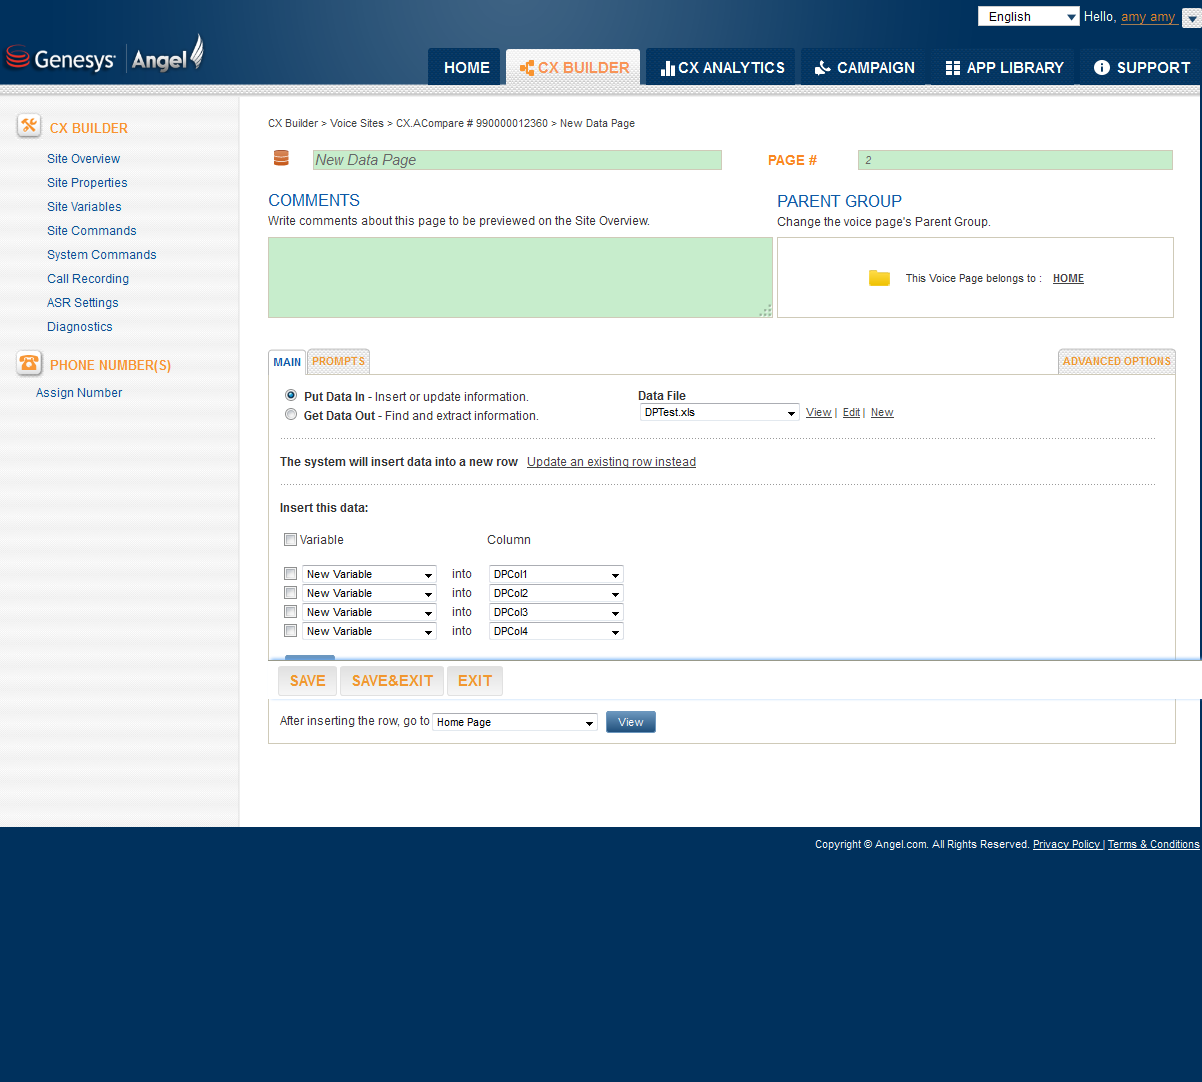 English Hello, amy amy
Genesys Angel
HOME CX BUILDER CX ANALYTICS CAMPAIGN APP LIBRARY SUPPORT
CX BUILDER
Site Overview
Site Properties
Site Variables
Site Commands
System Commands
Call Recording
ASR Settings
Diagnostics
PHONE NUMBER(S)
Assign Number
CX Builder > Voice Sites > CX.ACompare # 990000012360 > New Data Page
New Data Page PAGE # 2
COMMENTS
Write comments about this page to be previewed on the Site Overview.
PARENT GROUP
Change the voice page's Parent Group.
This Voice Page belongs to : HOME
MAIN PROMPTS ADVANCED OPTIONS
Put Data In - Insert or update information.
Get Data Out - Find and extract information.
Data File
DPTest.xls View | Edit | New
The system will insert data into a new row Update an existing row instead
Insert this data:
Variable Column
New Variable into DPCol1
New Variable into DPCol2
New Variable into DPCol3
New Variable into DPCol4
SAVE SAVE&EXIT EXIT
After inserting the row, go to Home Page View
Copyright © Angel.com. All Rights Reserved. Privacy Policy | Terms & Conditions